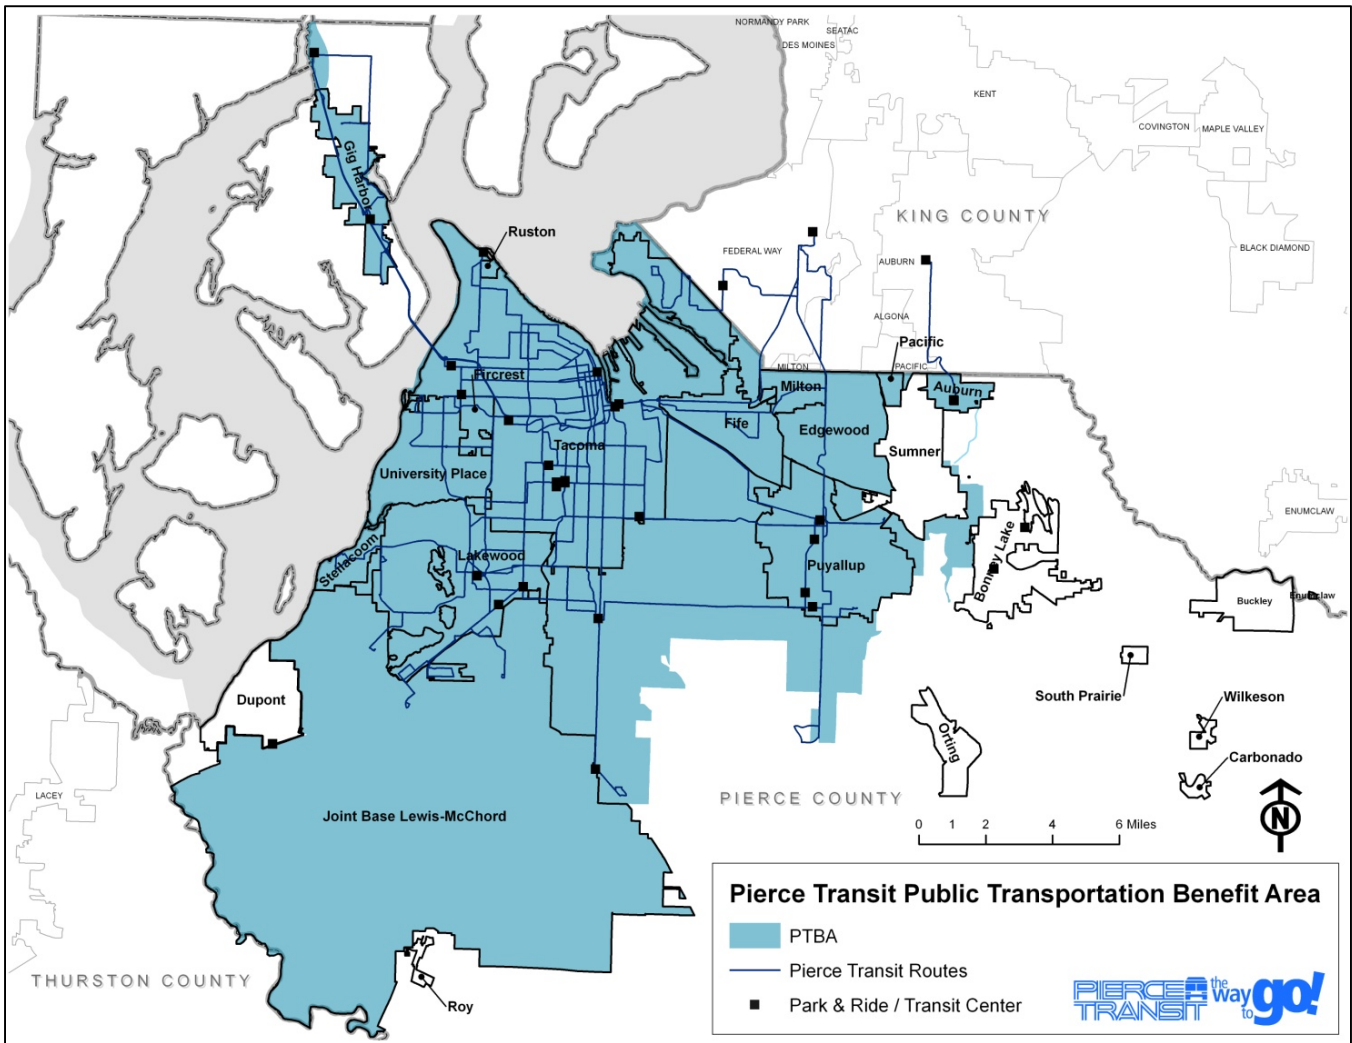 NORMANDY PARK
SEATAC
DES MOINES
KENT
COVINGTON
MAPLE VALLEY
Gig Harbor
KING COUNTY
Ruston
FEDERAL WAY
BLACK DIAMOND
AUBURN
ALGONA
Pacific
MILTON
PACIFIC
Fircrest
Milton
Auburn
Fife
Edgewood
Tacoma
Sumner
University Place
ENUMCLAW
Steilacoom
Lakewood
Bonney Lake
Puyallup
Buckley
Enumclaw
Dupont
South Prairie
Wilkeson
Orting
Carbonado
LACEY
PIERCE COUNTY
Joint Base Lewis-McChord
N
0 1 2 4 6 Miles
Pierce Transit Public Transportation Benefit Area
PTBA
Pierce Transit Routes
Park & Ride / Transit Center
THURSTON COUNTY
Roy
PIERCE
TRANSIT
the
way
to
go!